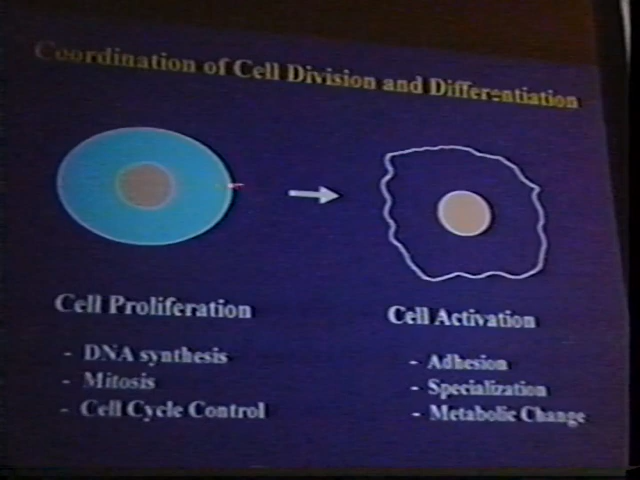 Coordination of Cell Division and Differentiation
Cell Proliferation
- DNA synthesis
- Mitosis
- Cell Cycle Control
Cell Activation
- Adhesion
- Specialization
- Metabolic Change